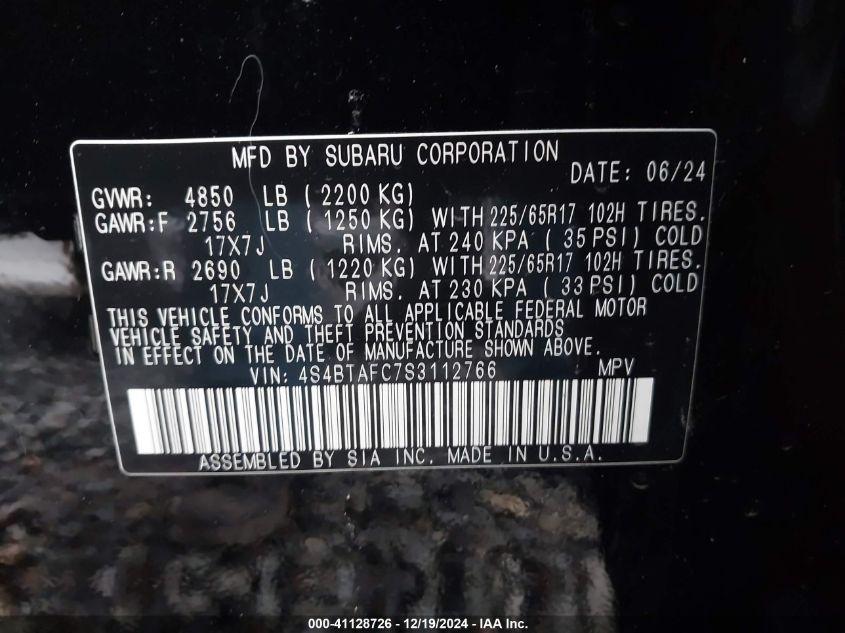 MFD BY SUBARU CORPORATION
DATE: 06/24
GVWR: 4850 LB ( 2200 KG)
GAWR:F 2756 LB ( 1250 KG) WITH 225/65R17 102H TIRES.
17X7J RIMS. AT 240 KPA ( 35 PSI) COLD
GAWR:R 2690 LB ( 1220 KG) WITH 225/65R17 102H TIRES.
17X7J RIMS. AT 230 KPA ( 33 PSI) COLD
THIS VEHICLE CONFORMS TO ALL APPLICABLE FEDERAL MOTOR
VEHICLE SAFETY AND THEFT PREVENTION STANDARDS
IN EFFECT ON THE DATE OF MANUFACTURE SHOWN ABOVE.
VIN: 4S4BTAFC7S3112766 MPV
ASSEMBLED BY SIA INC. MADE IN U.S.A.
000-41128726 - 12/19/2024 - IAA Inc.